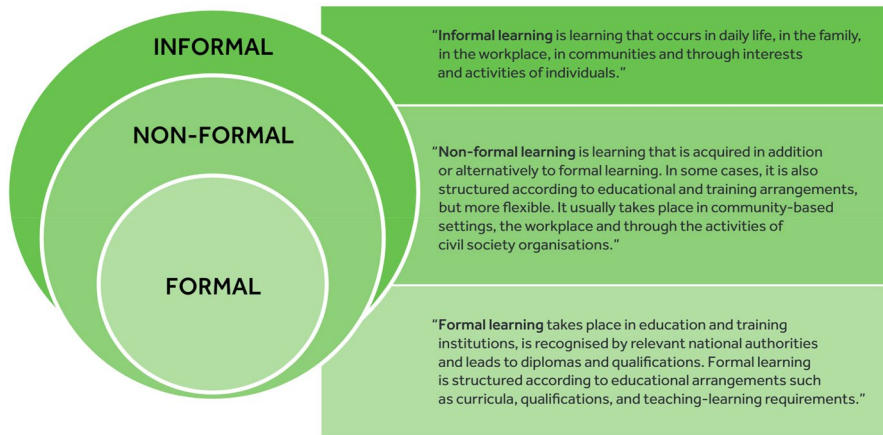 INFORMAL
NON-FORMAL
FORMAL
“Informal learning is learning that occurs in daily life, in the family,
in the workplace, in communities and through interests
and activities of individuals.”
“Non-formal learning is learning that is acquired in addition
or alternatively to formal learning. In some cases, it is also
structured according to educational and training arrangements,
but more flexible. It usually takes place in community-based
settings, the workplace and through the activities of
civil society organisations.”
“Formal learning takes place in education and training
institutions, is recognised by relevant national authorities
and leads to diplomas and qualifications. Formal learning
is structured according to educational arrangements such
as curricula, qualifications, and teaching-learning requirements.”